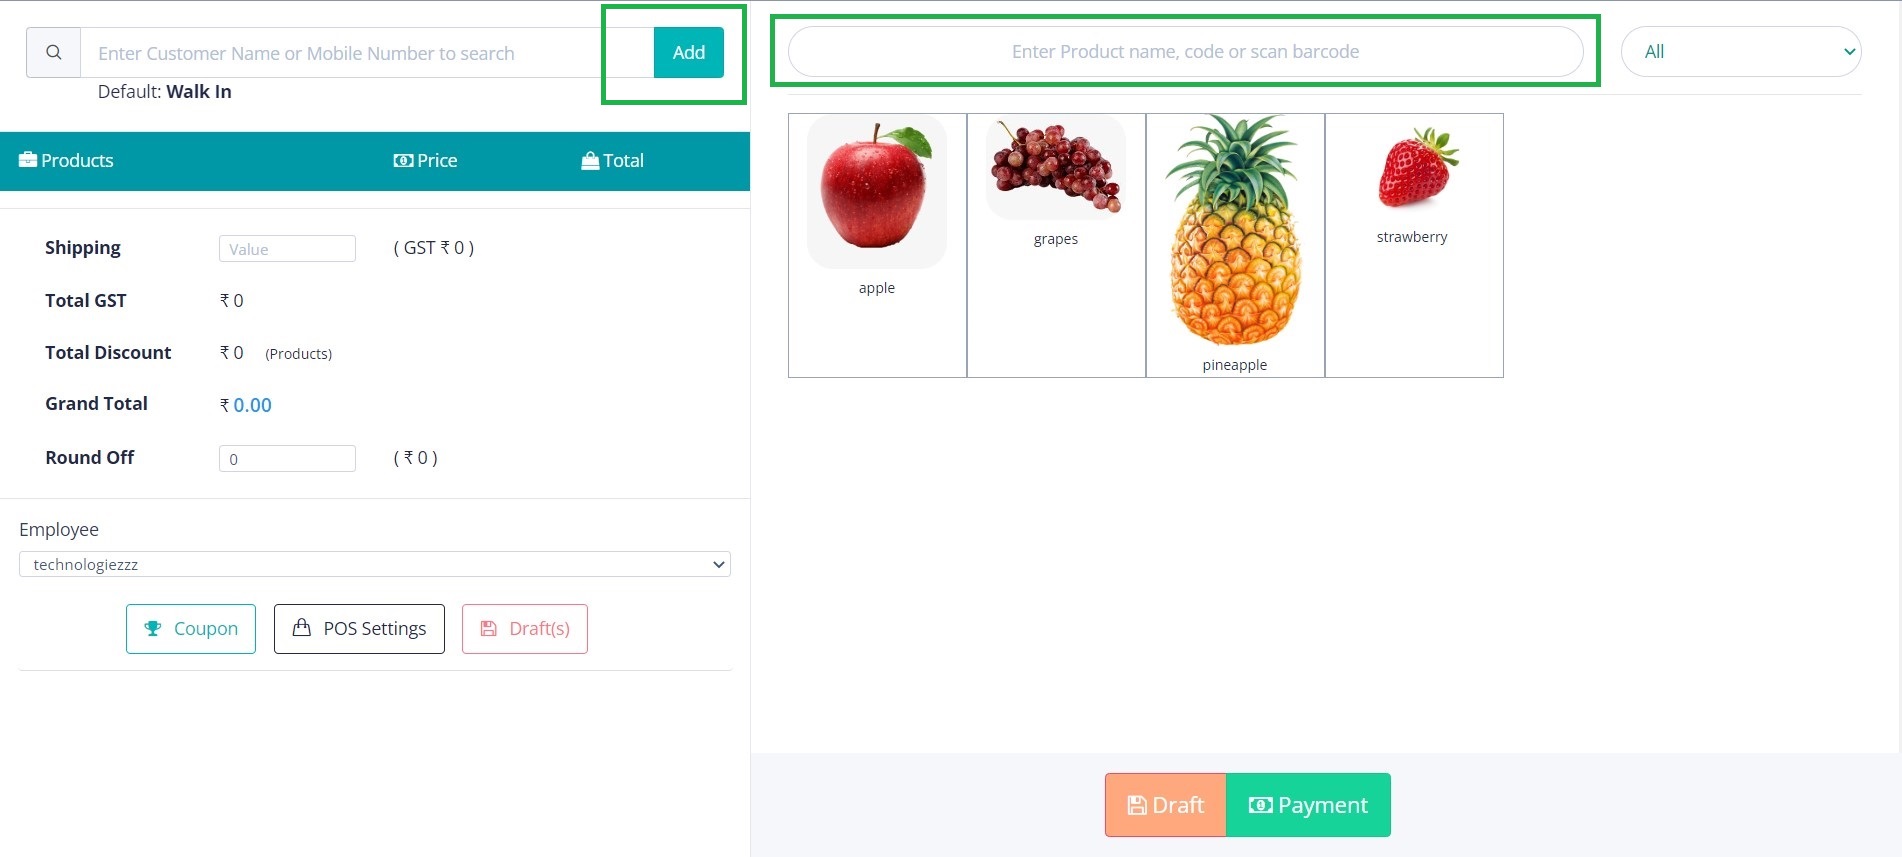 Enter Customer Name or Mobile Number to search
Add
Default: Walk In
Products Price Total
Shipping Value ( GST ₹ 0 )
Total GST ₹ 0
Total Discount ₹ 0 (Products)
Grand Total ₹ 0.00
Round Off 0 ( ₹ 0 )
Employee
technologiezzz
Coupon POS Settings Draft(s)
Enter Product name, code or scan barcode
All
apple
grapes
pineapple
strawberry
Draft Payment